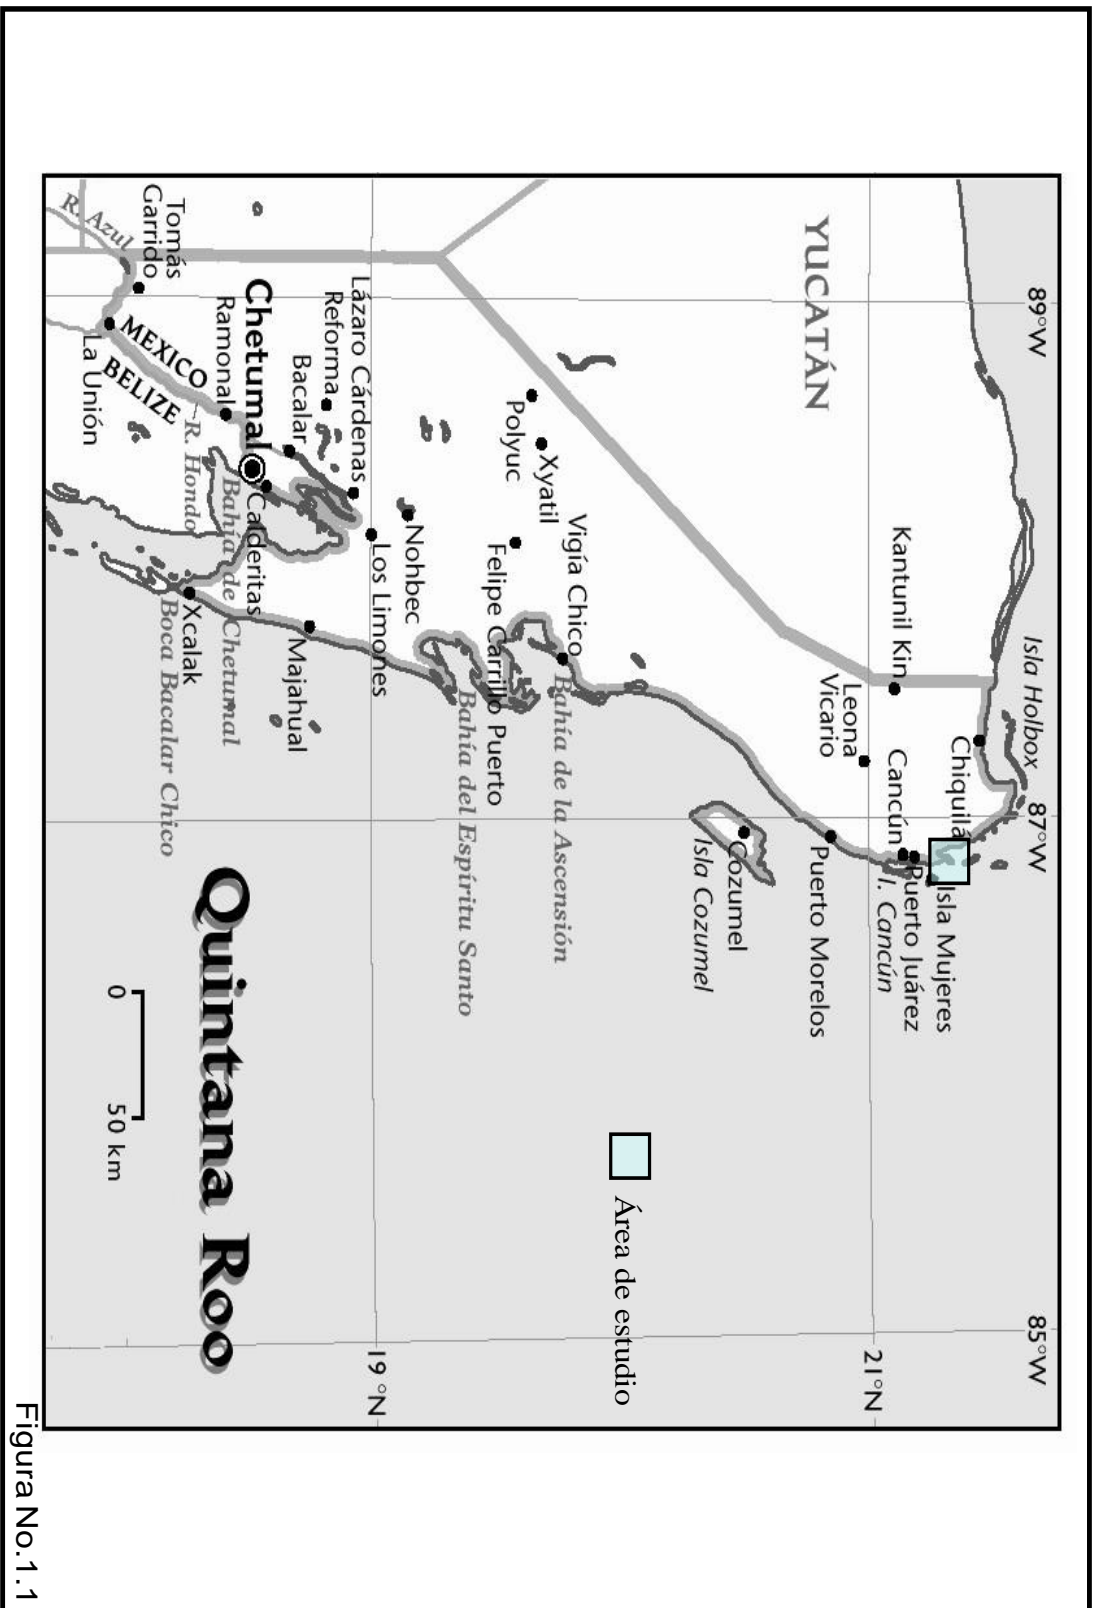 89°W
87°W
85°W
Isla Holbox
YUCATÁN
Kantunil Kin
Chiquilá
Isla Mujeres
Puerto Juárez
I. Cancún
Cancún
21°N
Leona
Vicario
Puerto Morelos
Cozumel
Isla Cozumel
Área de estudio
Vigía Chico
Bahía de la Ascensión
Xyatil
Polyuc
Felipe Carrillo Puerto
Bahía del Espíritu Santo
Nohbec
Los Limones
19 °N
Lázaro Cárdenas
Reforma
Bacalar
Majahual
Chetumal
Calderitas
Bahía de Chetumal
Ramonal
R. Hondo
Xcalak
Boca Bacalar Chico
Quintana Roo
MEXICO
BELIZE
Tomás
Garrido
R. Azul
La Unión
0
50 km
Figura No.1.1